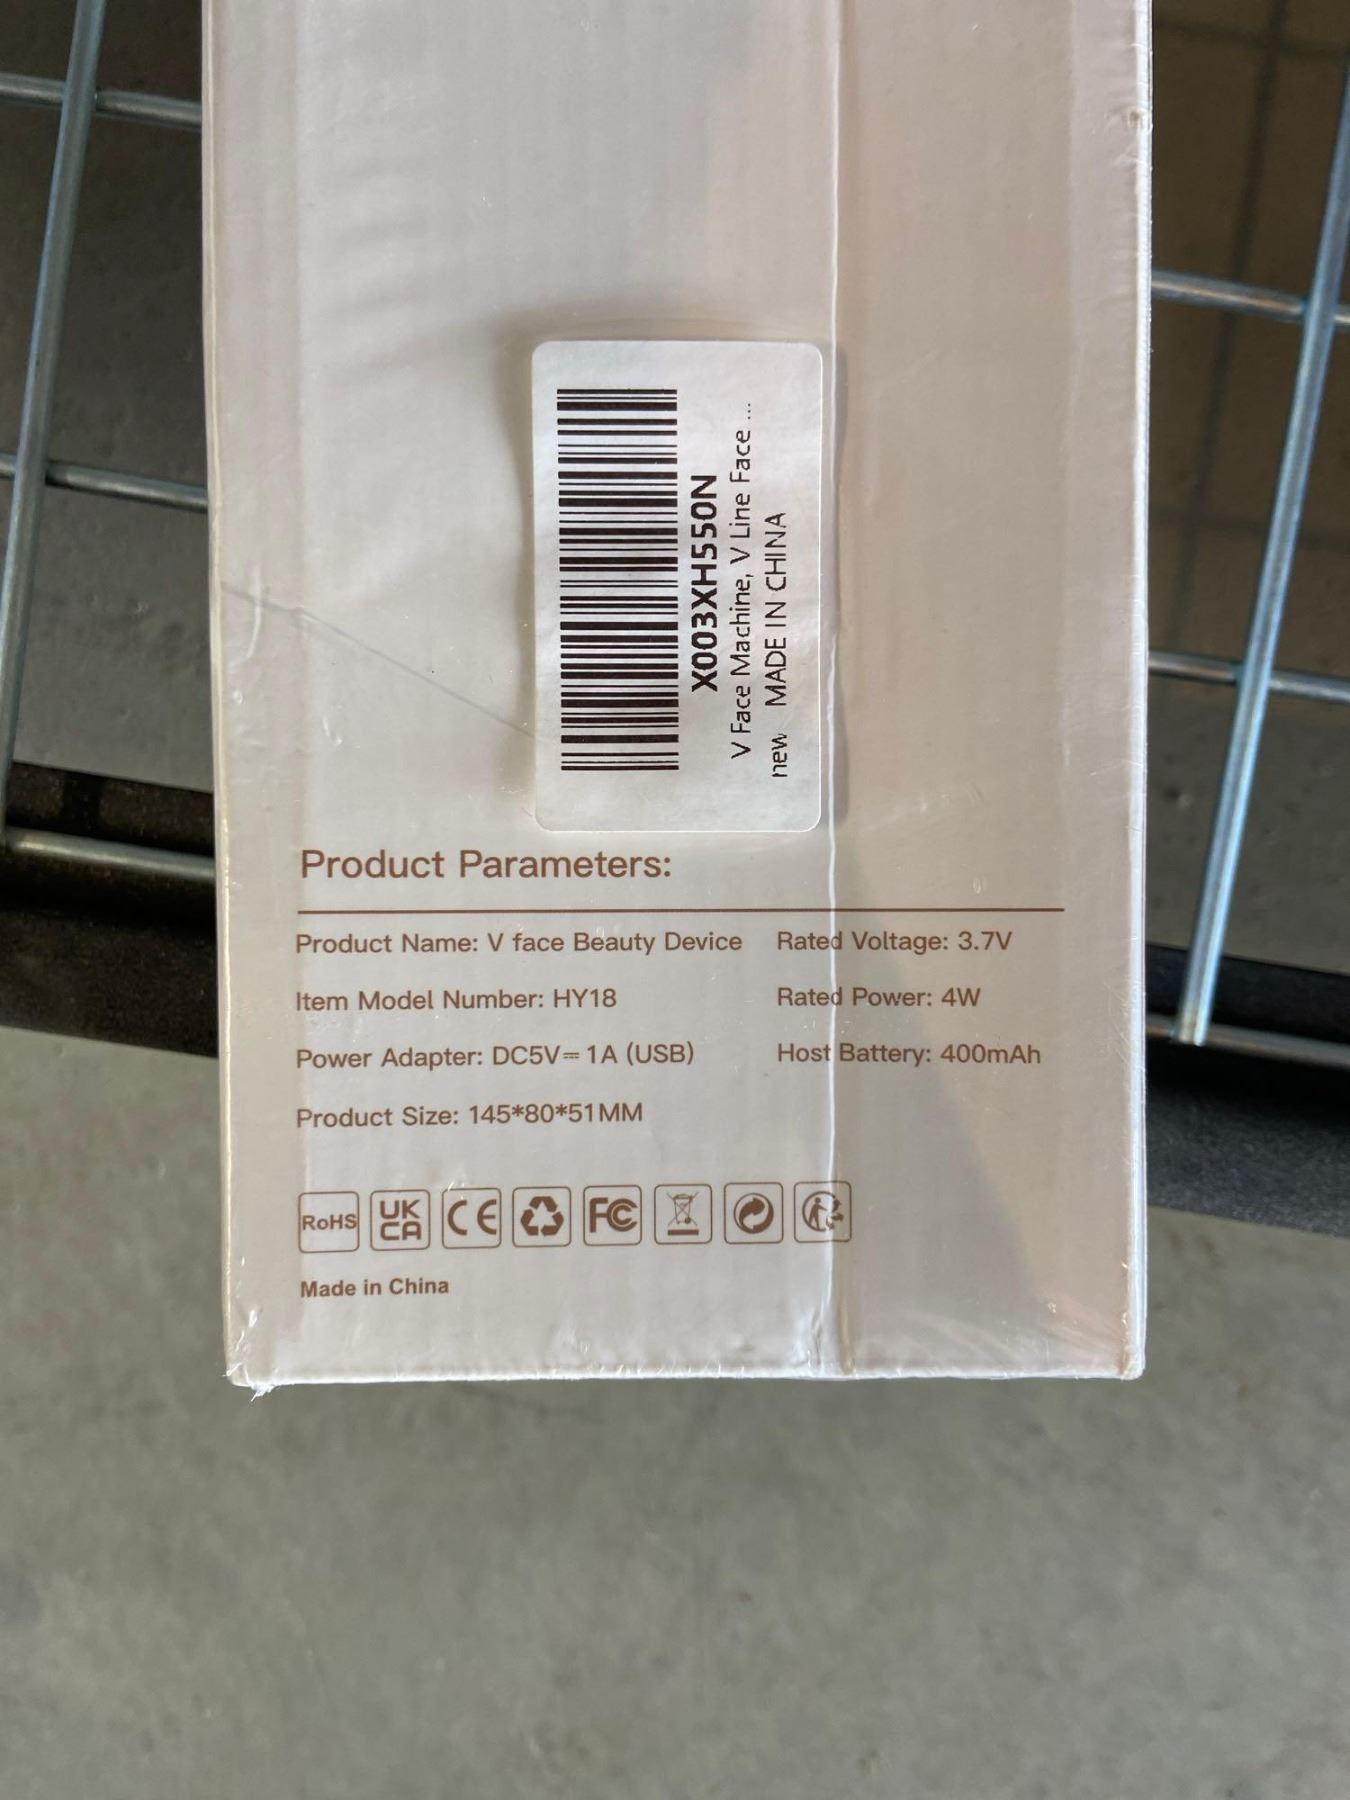 X003XH550N
V Face Machine, V Line Face ...
new MADE IN CHINA
Product Parameters:
Product Name: V face Beauty Device Rated Voltage: 3.7V
Item Model Number: HY18 Rated Power: 4W
Power Adapter: DC5V⎓1A (USB) Host Battery: 400mAh
Product Size: 145*80*51MM
RoHS UK CA CE FC
Made in China